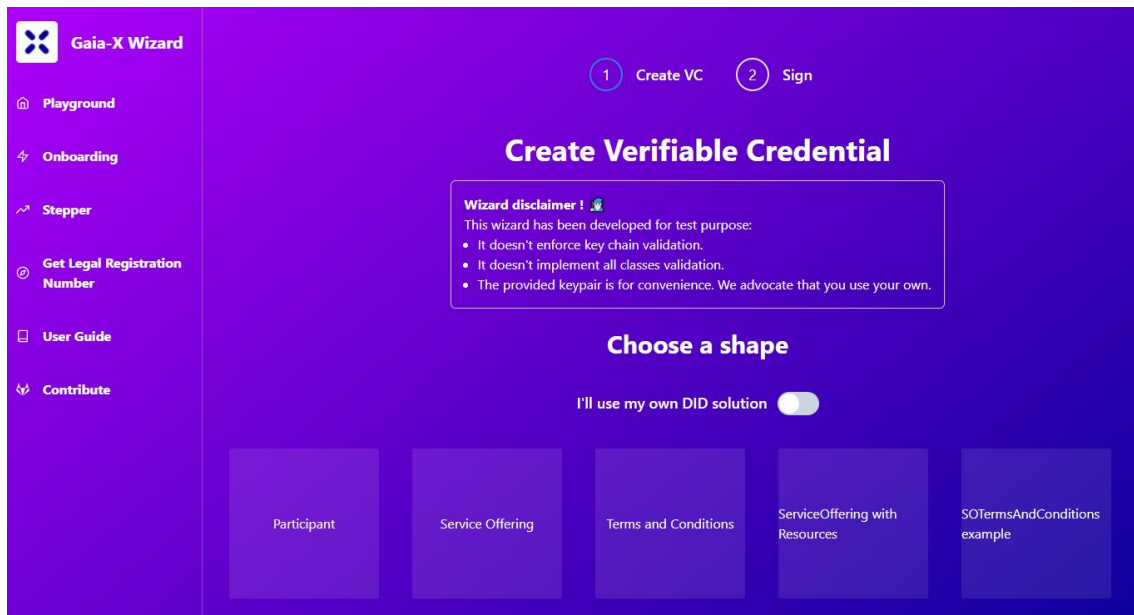 Gaia-X Wizard
Playground
Onboarding
Stepper
Get Legal Registration
Number
User Guide
Contribute
1 Create VC 2 Sign
Create Verifiable Credential
Wizard disclaimer !
This wizard has been developed for test purpose:
• It doesn't enforce key chain validation.
• It doesn't implement all classes validation.
• The provided keypair is for convenience. We advocate that you use your own.
Choose a shape
I'll use my own DID solution
Participant
Service Offering
Terms and Conditions
ServiceOffering with
Resources
SOTermsAndConditions
example